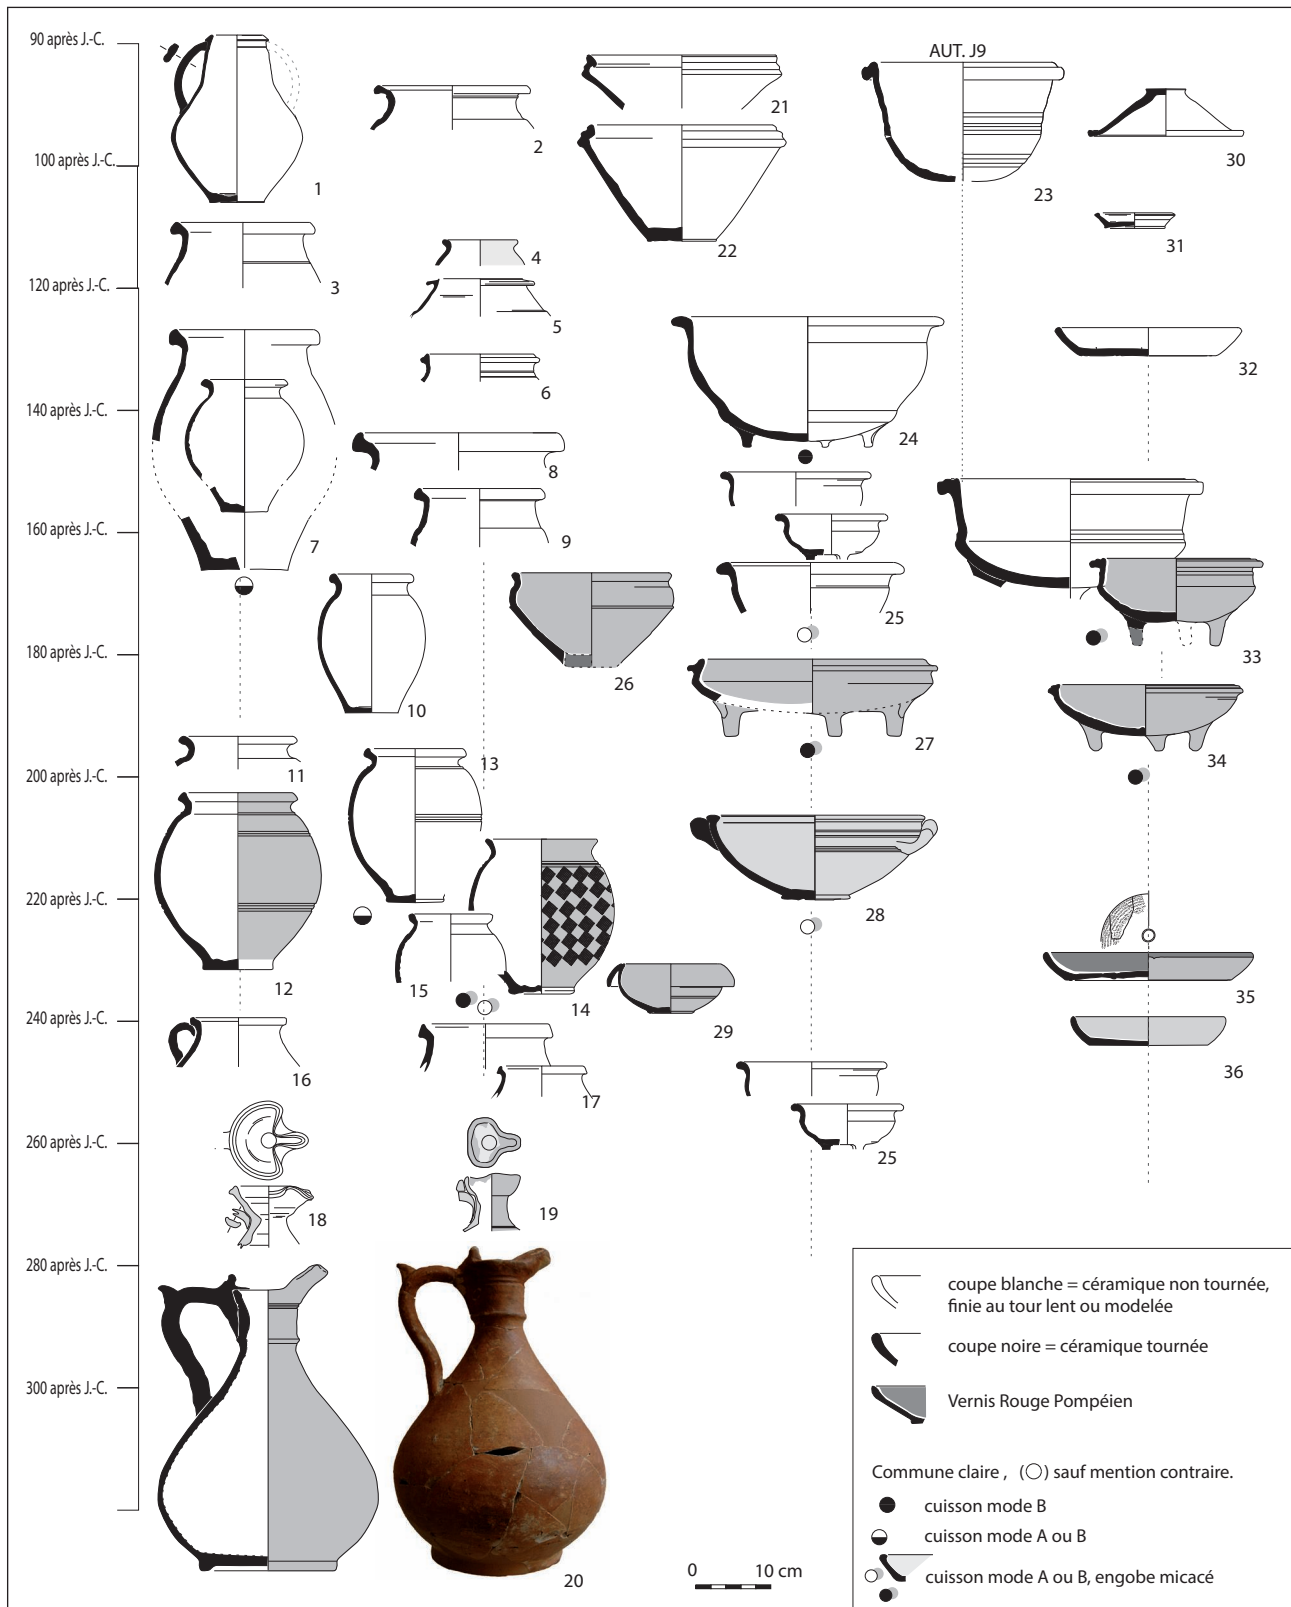 90 après J.-C.
100 après J.-C.
120 après J.-C.
140 après J.-C.
160 après J.-C.
180 après J.-C.
200 après J.-C.
220 après J.-C.
240 après J.-C.
260 après J.-C.
280 après J.-C.
300 après J.-C.
AUT. J9
1
2
3
4
5
6
7
8
9
10
11
12
13
14
15
16
17
18
19
20
21
22
23
24
25
26
27
28
29
25
30
31
32
33
34
35
36
0 10 cm
coupe blanche = céramique non tournée,
finie au tour lent ou modelée
coupe noire = céramique tournée
Vernis Rouge Pompéien
Commune claire , (○) sauf mention contraire.
cuisson mode B
cuisson mode A ou B
cuisson mode A ou B, engobe micacé